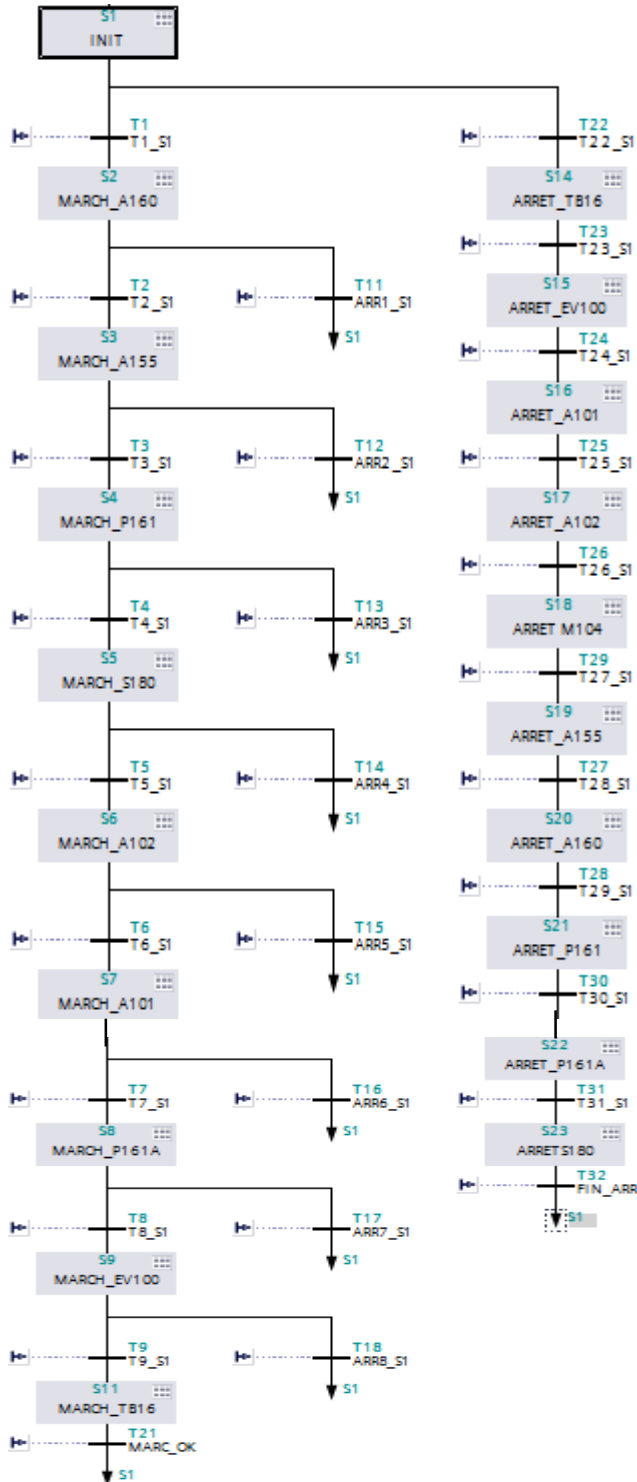 S1
INIT
T1
T1_S1
T22
T22_S1
S2
MARCH_A160
S14
ARRET_TB16
T23
T23_S1
T2
T2_S1
T11
ARR1_S1
S1
S15
ARRET_EV100
S3
MARCH_A155
T24
T24_S1
S16
ARRET_A101
T3
T3_S1
T12
ARR2_S1
S1
T25
T25_S1
S4
MARCH_P161
S17
ARRET_A102
T26
T26_S1
T4
T4_S1
T13
ARR3_S1
S1
S18
ARRET M104
S5
MARCH_S180
T29
T27_S1
S19
ARRET_A155
T5
T5_S1
T14
ARR4_S1
S1
T27
T28_S1
S6
MARCH_A102
S20
ARRET_A160
T28
T29_S1
T6
T6_S1
T15
ARR5_S1
S1
S21
ARRET_P161
S7
MARCH_A101
T30
T30_S1
S22
ARRET_P161A
T7
T7_S1
T16
ARR6_S1
S1
T31
T31_S1
S8
MARCH_P161A
S23
ARRETS180
T32
FIN_ARR
S1
T8
T8_S1
T17
ARR7_S1
S1
S9
MARCH_EV100
T9
T9_S1
T18
ARR8_S1
S1
S11
MARCH_TB16
T21
MARC_OK
S1